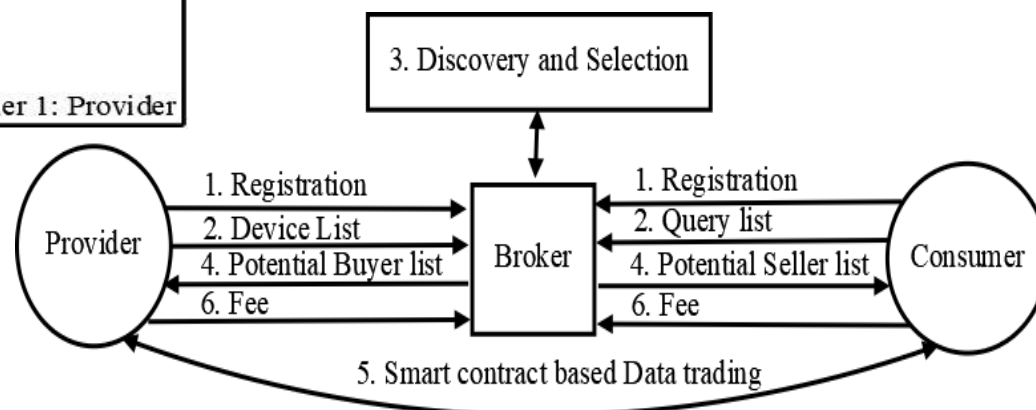 3. Discovery and Selection
1: Provider
1. Registration
1. Registration
2. Device List
2. Query list
Provider
Broker
Consumer
4. Potential Buyer list
4. Potential Seller list
6. Fee
6. Fee
5. Smart contract based Data trading